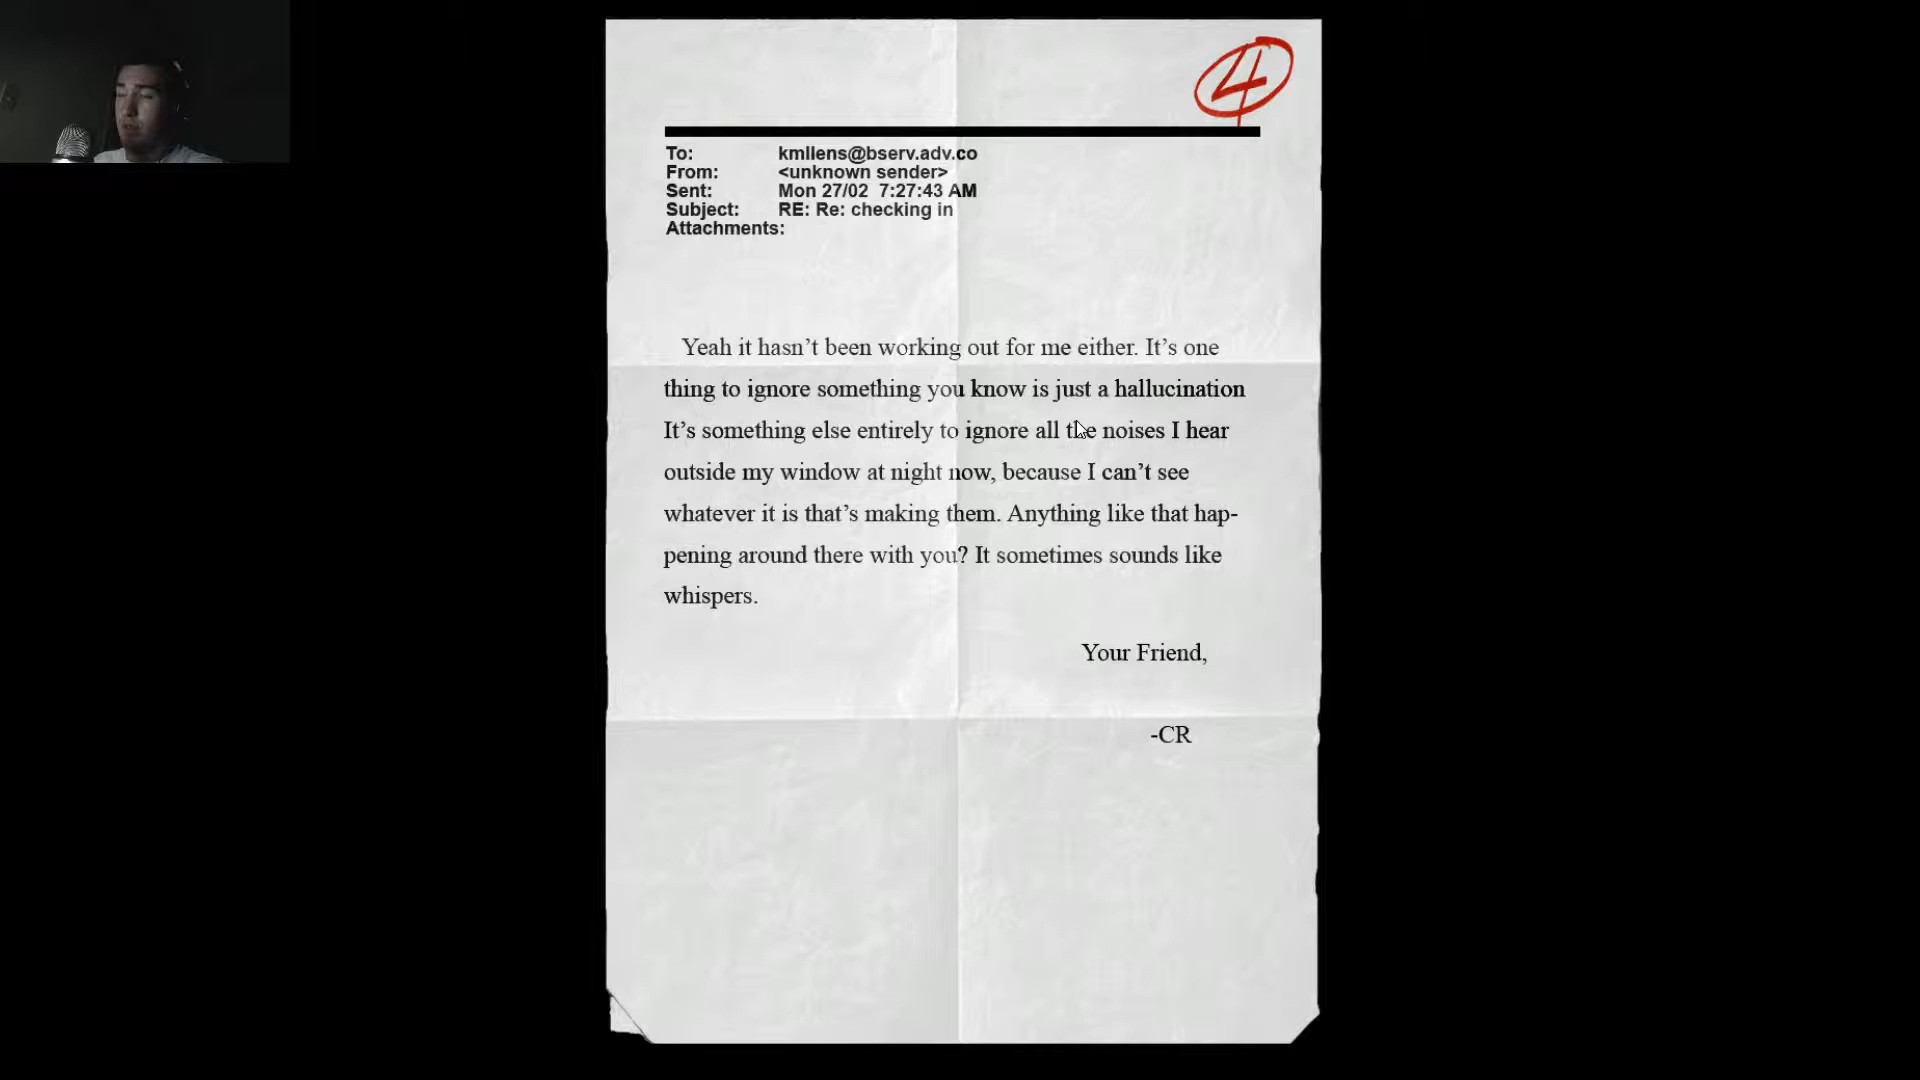 4
To: kmllens@bserv.adv.co
From: <unknown sender>
Sent: Mon 27/02 7:27:43 AM
Subject: RE: Re: checking in
Attachments:
Yeah it hasn’t been working out for me either. It’s one
thing to ignore something you know is just a hallucination
It’s something else entirely to ignore all the noises I hear
outside my window at night now, because I can’t see
whatever it is that’s making them. Anything like that hap-
pening around there with you? It sometimes sounds like
whispers.
Your Friend,
-CR